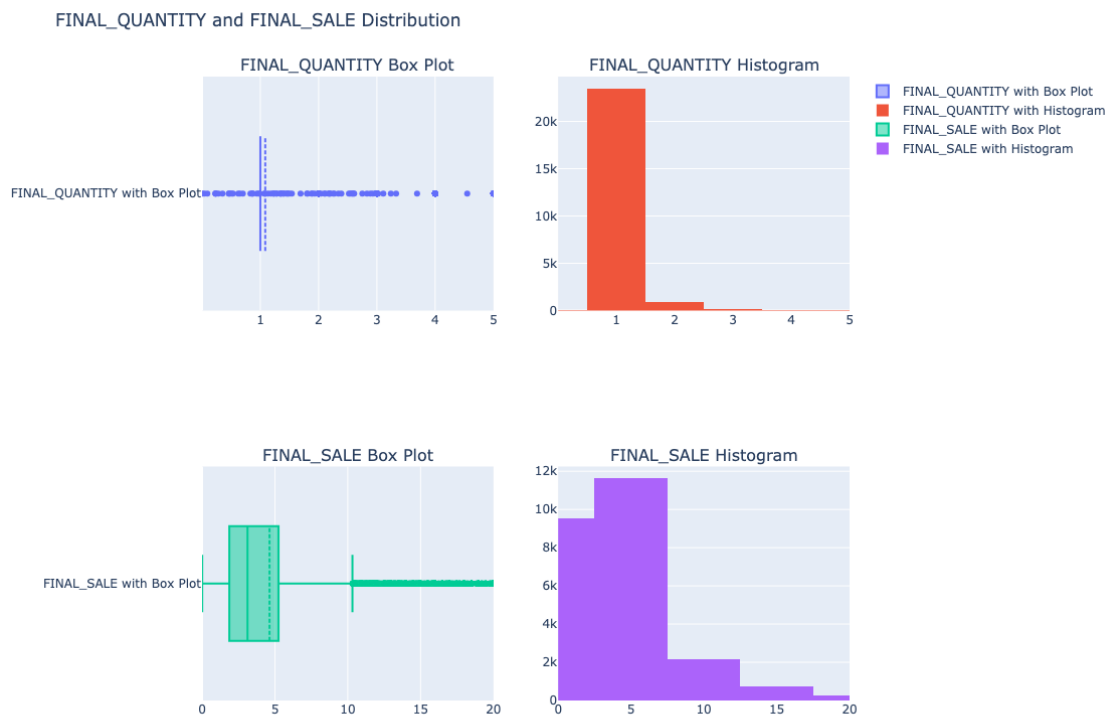 FINAL_QUANTITY and FINAL_SALE Distribution
FINAL_QUANTITY Box Plot
FINAL_QUANTITY with Box Plot
1 2 3 4 5
FINAL_QUANTITY Histogram
20k
15k
10k
5k
0
1 2 3 4 5
FINAL_QUANTITY with Box Plot
FINAL_QUANTITY with Histogram
FINAL_SALE with Box Plot
FINAL_SALE with Histogram
FINAL_SALE Box Plot
FINAL_SALE with Box Plot
0 5 10 15 20
FINAL_SALE Histogram
12k
10k
8k
6k
4k
2k
0
0 5 10 15 20